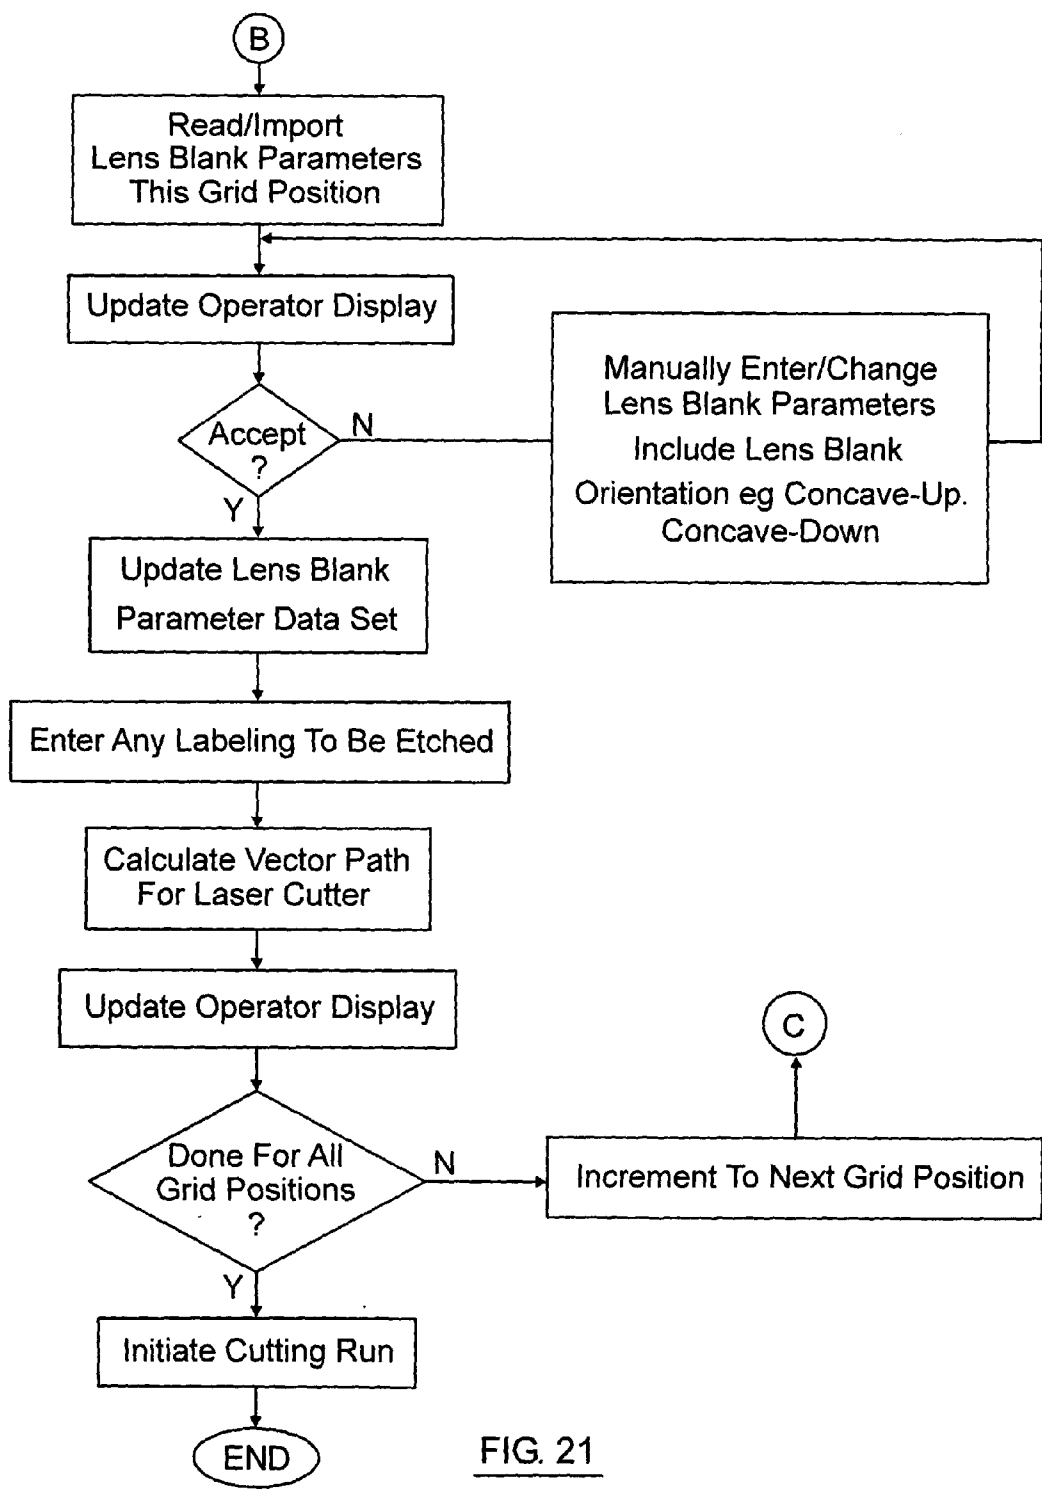 B
Read/Import
Lens Blank Parameters
This Grid Position
Update Operator Display
Accept
?
N
Y
Manually Enter/Change
Lens Blank Parameters
Include Lens Blank
Orientation eg Concave-Up.
Concave-Down
Update Lens Blank
Parameter Data Set
Enter Any Labeling To Be Etched
Calculate Vector Path
For Laser Cutter
Update Operator Display
Done For All
Grid Positions
?
N
Y
Increment To Next Grid Position
C
Initiate Cutting Run
END
FIG. 21